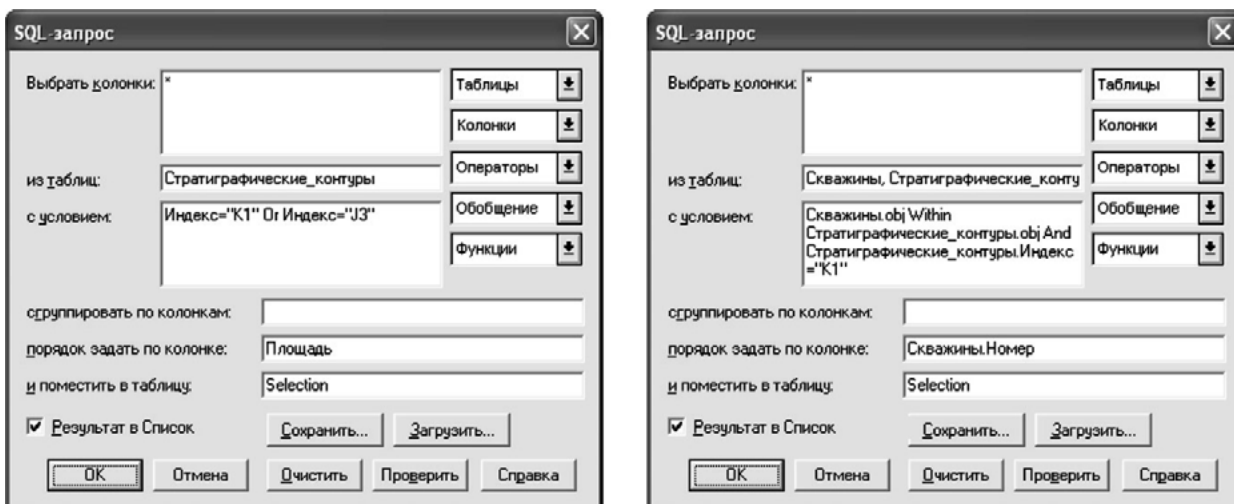 SQL-запрос
Выбрать колонки: * Таблицы
Колонки
из таблиц: Стратиграфические_контуры Операторы
с условием: Индекс="K1" Or Индекс="J3" Обобщение
Функции
сгруппировать по колонкам:
порядок задать по колонке: Площадь
и поместить в таблицу: Selection
Результат в Список Сохранить... Загрузить...
OK Отмена Очистить Проверить Справка
SQL-запрос
Выбрать колонки: * Таблицы
Колонки
из таблиц: Скважины, Стратиграфические_конту Операторы
с условием: Скважины.obj Within Обобщение
Стратиграфические_контуры.obj And
Стратиграфические_контуры.Индекс Функции
="K1"
сгруппировать по колонкам:
порядок задать по колонке: Скважины.Номер
и поместить в таблицу: Selection
Результат в Список Сохранить... Загрузить...
OK Отмена Очистить Проверить Справка